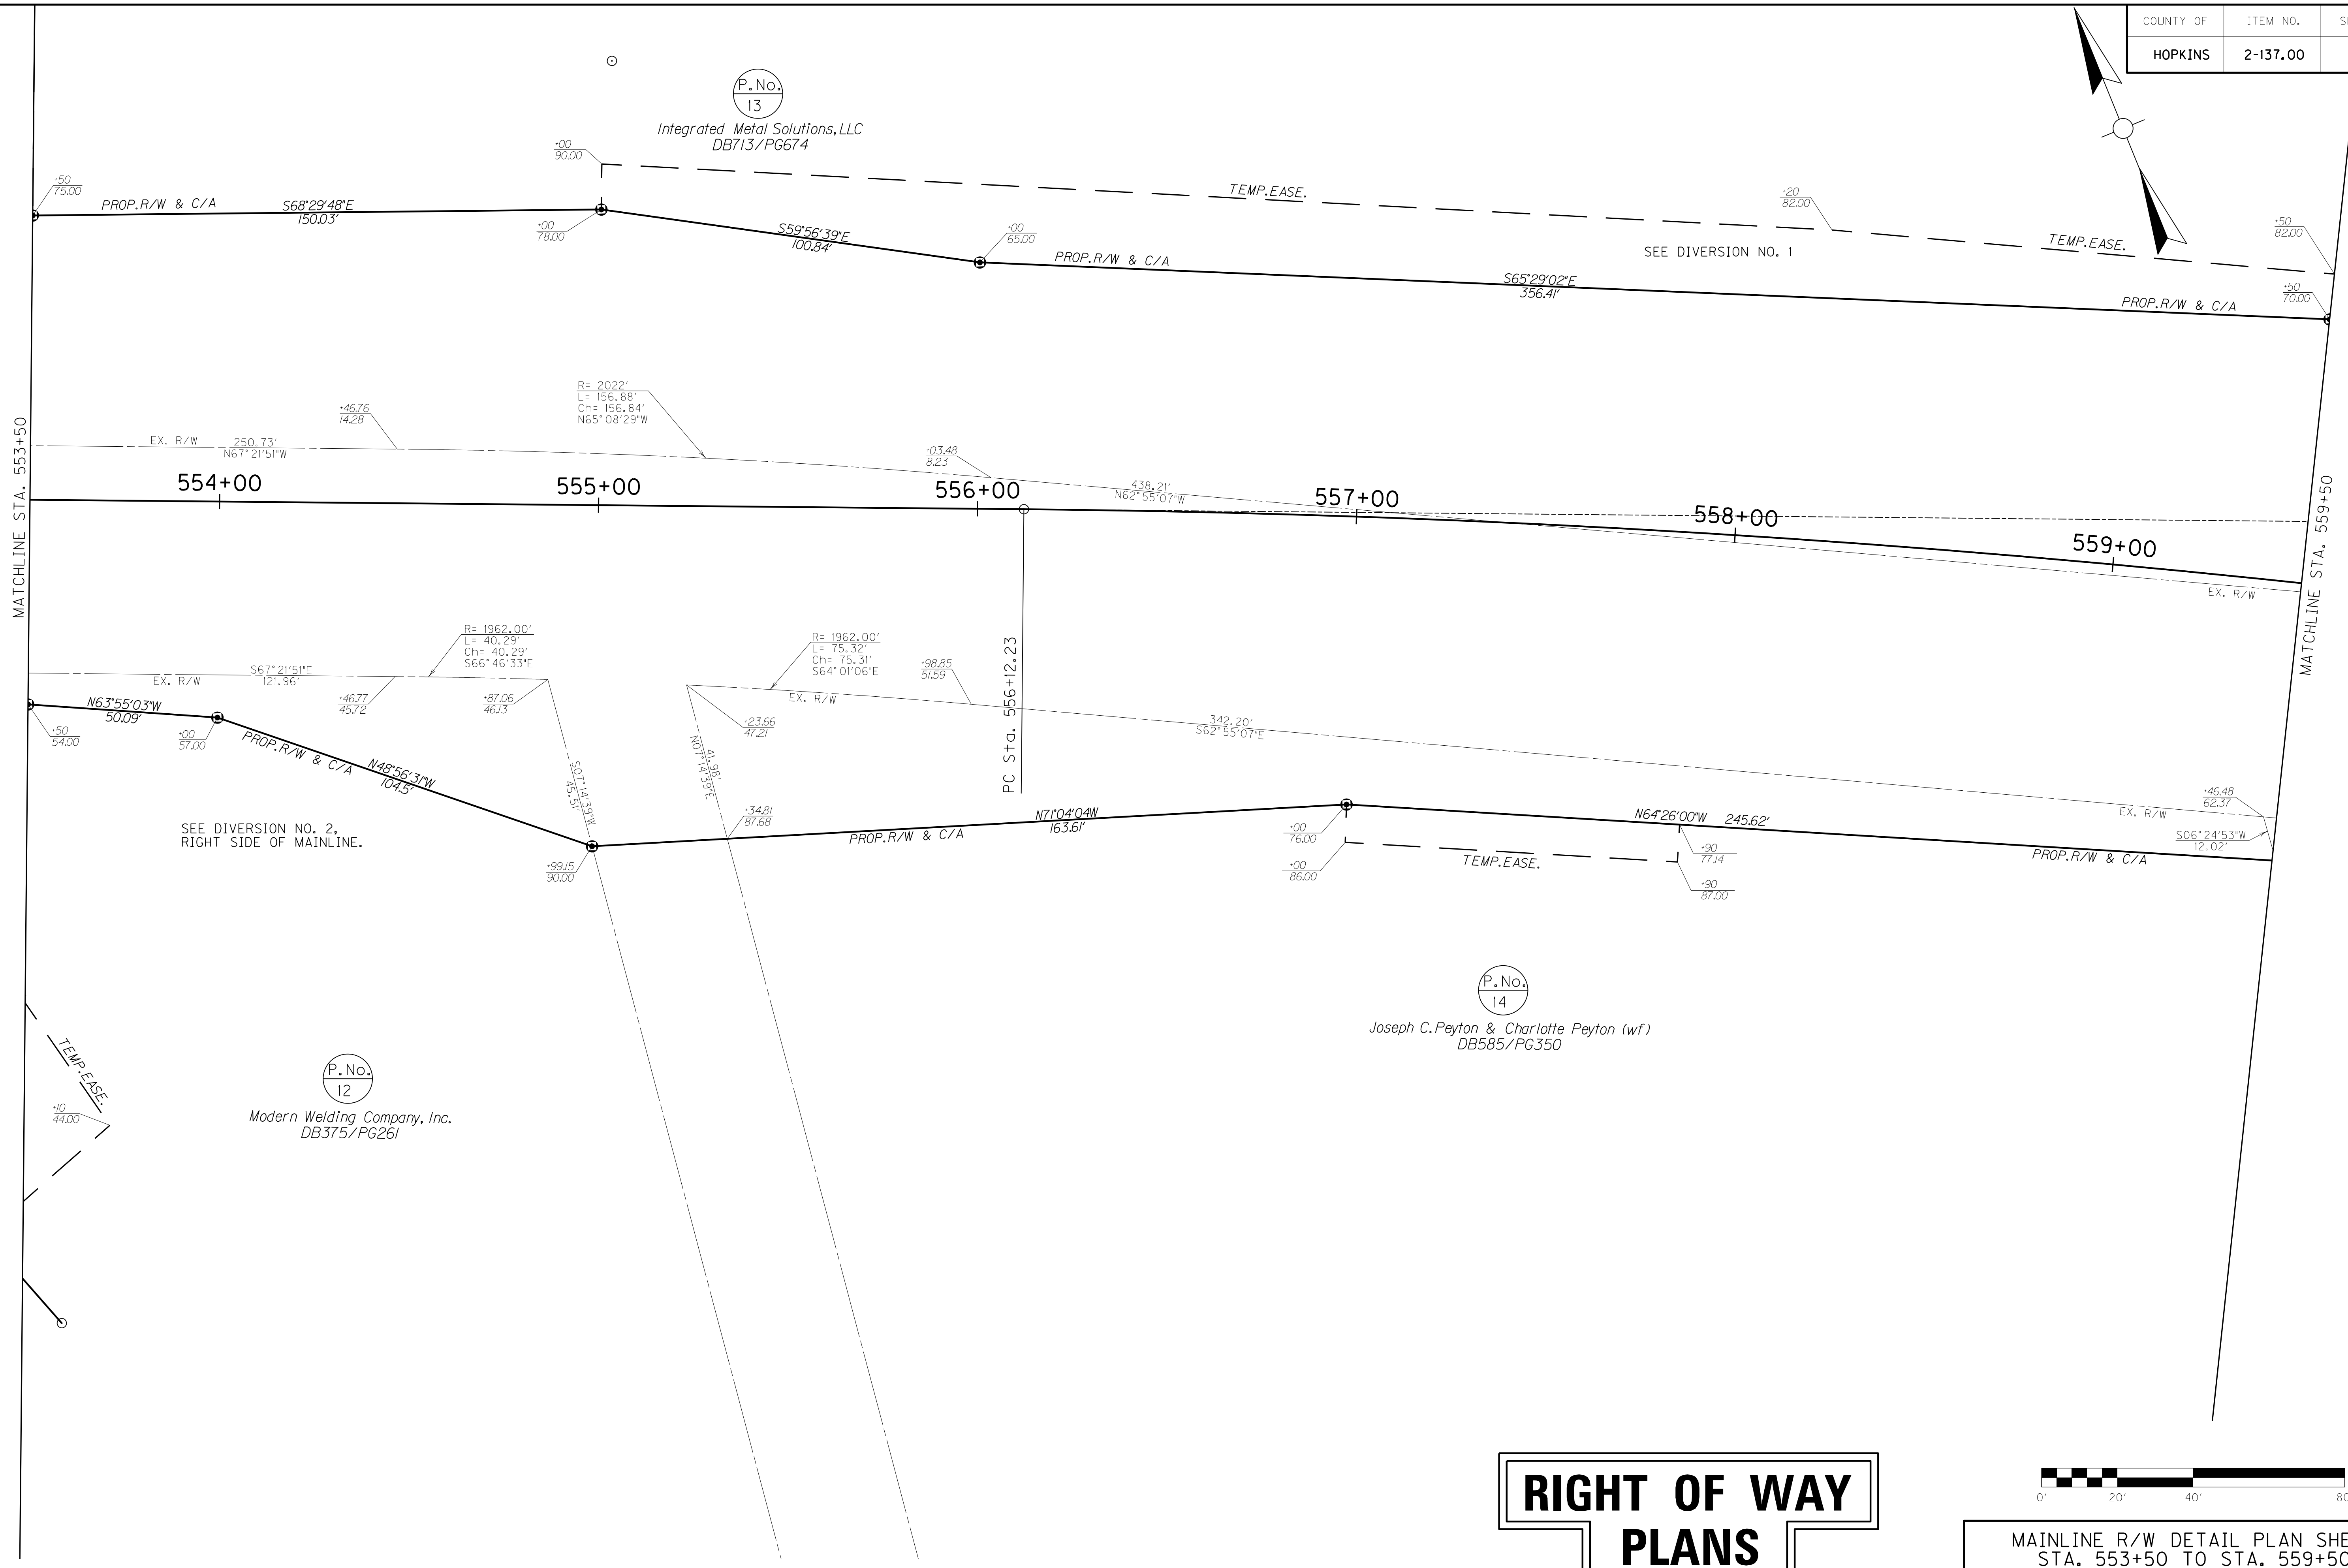 COUNTY OF
ITEM NO.
HOPKINS
2-137.00
P.No.
13
Integrated Metal Solutions, LLC
DB713/PG674
+50
75.00
PROP. R/W & C/A
S68°29'48"E
150.03'
+00
90.00
+00
78.00
S59°56'39"E
100.84'
+00
65.00
TEMP. EASE.
PROP. R/W & C/A
S65°29'02"E
356.41'
+20
82.00
SEE DIVERSION NO. 1
TEMP. EASE.
+50
82.00
+50
70.00
PROP. R/W & C/A
MATCHLINE STA. 553+50
+46.76
14.28
R= 2022'
L= 156.88'
Ch= 156.84'
N65°08'29"W
EX. R/W
250.73'
N67°21'51"W
+03.48
8.23
438.21'
N62°55'07"W
554+00
555+00
556+00
557+00
558+00
559+00
MATCHLINE STA. 559+50
EX. R/W
PC Sta. 556+12.23
R= 1962.00'
L= 40.29'
Ch= 40.29'
S66°46'33"E
R= 1962.00'
L= 75.32'
Ch= 75.31'
S64°01'06"E
S67°21'51"E
121.96'
EX. R/W
+46.77
45.72
+87.06
46.13
+98.85
51.59
EX. R/W
+23.66
47.21
342.20'
S62°55'07"E
N63°55'03"W
50.09'
+50
54.00
+00
57.00
PROP. R/W & C/A
N48°56'31"W
104.5'
S07°14'39"W
45.51'
41.98'
N07°14'39"E
+34.81
87.68
+99.15
90.00
SEE DIVERSION NO. 2,
RIGHT SIDE OF MAINLINE.
PROP. R/W & C/A
N71°04'04W
163.61'
+00
76.00
+00
86.00
TEMP. EASE.
N64°26'00"W 245.62'
+90
77.14
+90
87.00
PROP. R/W & C/A
+46.48
62.37
EX. R/W
S06°24'53"W
12.02'
P.No.
14
Joseph C. Peyton & Charlotte Peyton (wf)
DB585/PG350
TEMP. EASE.
+10
44.00
P.No.
12
Modern Welding Company, Inc.
DB375/PG261
RIGHT OF WAY
PLANS
0'
20'
40'
MAINLINE R/W DETAIL PLAN
STA. 553+50 TO STA. 559+50